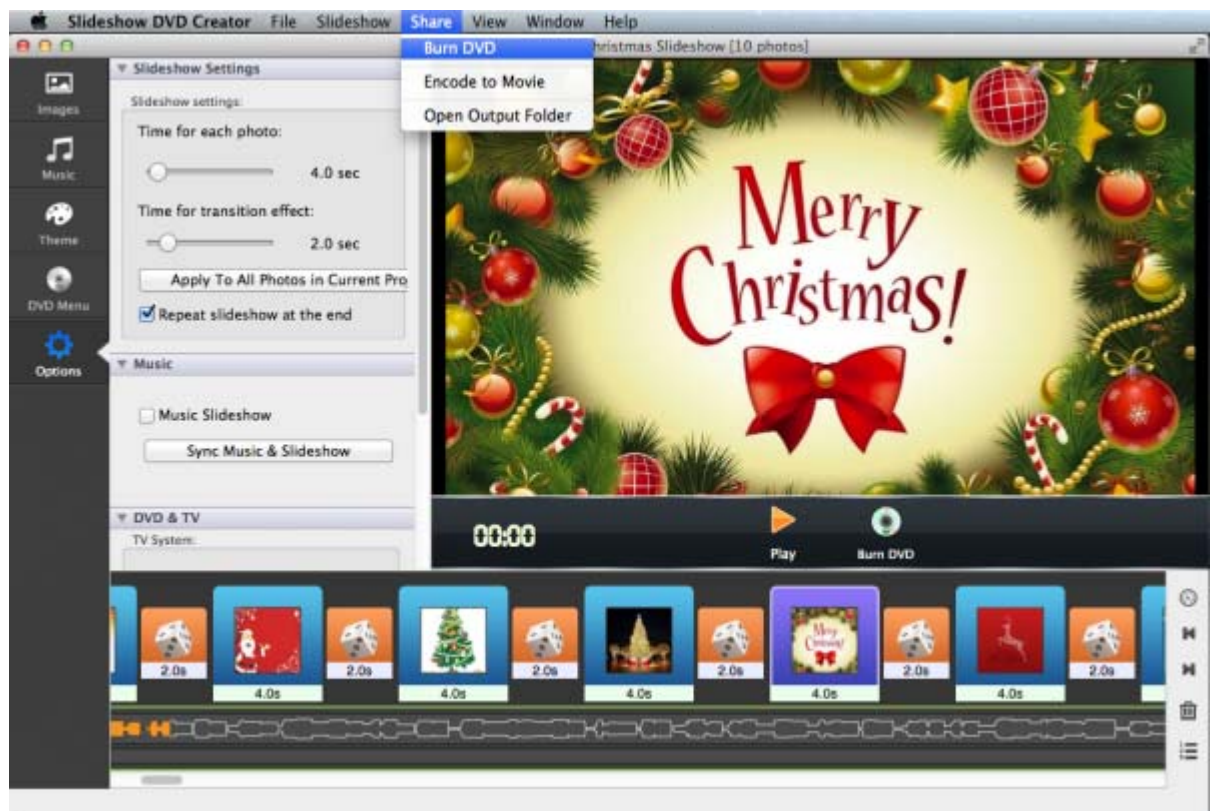 Slideshow DVD Creator File Slideshow Share View Window Help
hristmas Slideshow [10 photos]
Burn DVD
Encode to Movie
Open Output Folder
Images
Music
Theme
DVD Menu
Options
Slideshow Settings
Slideshow settings:
Time for each photo:
4.0 sec
Time for transition effect:
2.0 sec
Apply To All Photos in Current Pro
Repeat slideshow at the end
Music
Music Slideshow
Sync Music & Slideshow
DVD & TV
TV System:
Merry
Christmas!
00:00
Play
Burn DVD
2.0s
2.0s
2.0s
2.0s
2.0s
2.0s
4.0s
4.0s
4.0s
4.0s
4.0s
Merry
Christmas!